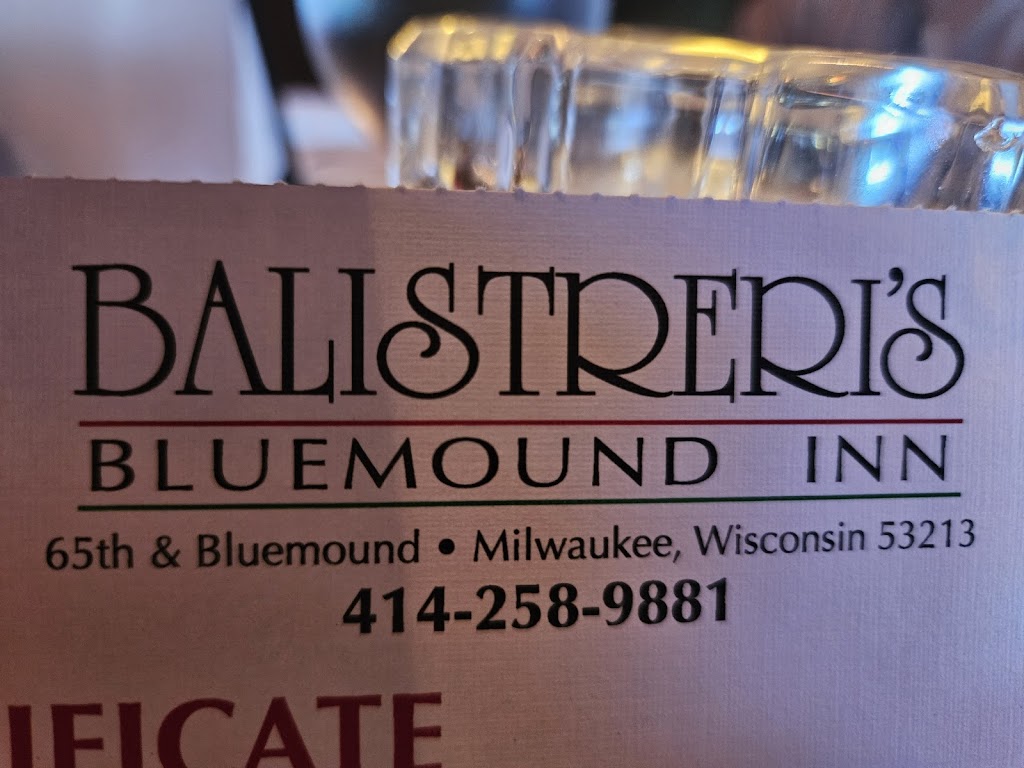 BALISTRERI'S
BLUEMOUND INN
65th & Bluemound • Milwaukee, Wisconsin 53213
414-258-9881